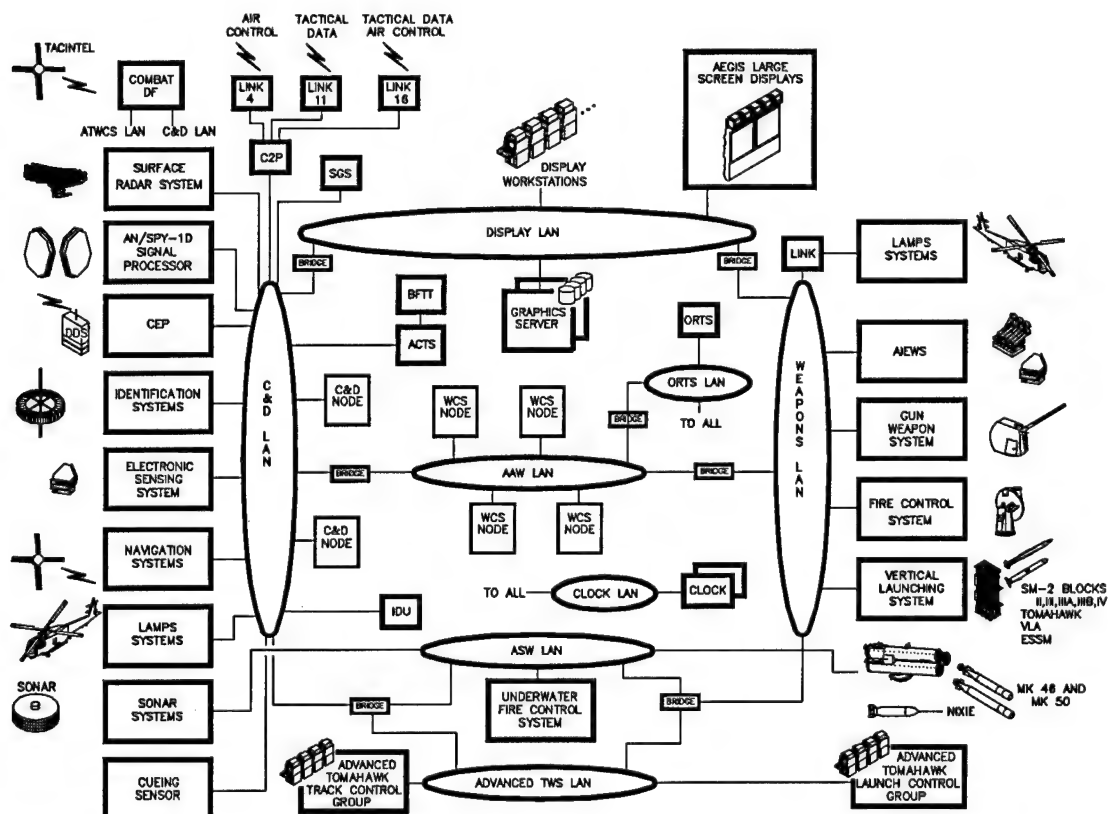 TACINTEL
COMBAT
DF
ATWCS LAN
C&D LAN
AIR
CONTROL
TACTICAL
DATA
TACTICAL DATA
AIR CONTROL
LINK
4
LINK
11
LINK
16
C2P
SGS
DISPLAY
WORKSTATIONS
AEGIS LARGE
SCREEN DISPLAYS
SURFACE
RADAR SYSTEM
AN/SPY-1D
SIGNAL
PROCESSOR
DDS
CEP
IDENTIFICATION
SYSTEMS
ELECTRONIC
SENSING
SYSTEM
NAVIGATION
SYSTEMS
LAMPS
SYSTEMS
SONAR
SONAR
SYSTEMS
CUEING
SENSOR
DISPLAY LAN
BRIDGE
BRIDGE
GRAPHICS
SERVER
BFTT
ACTS
C&D LAN
C&D
NODE
C&D
NODE
IDU
WCS
NODE
WCS
NODE
BRIDGE
AAW LAN
BRIDGE
WCS
NODE
WCS
NODE
ORTS
ORTS LAN
BRIDGE
TO ALL
TO ALL
CLOCK LAN
CLOCK
ASW LAN
BRIDGE
UNDERWATER
FIRE CONTROL
SYSTEM
BRIDGE
ADVANCED
TOMAHAWK
TRACK CONTROL
GROUP
ADVANCED TWS LAN
ADVANCED
TOMAHAWK
LAUNCH CONTROL
GROUP
WEAPONS LAN
LINK
LAMPS
SYSTEMS
AIEWS
GUN
WEAPON
SYSTEM
FIRE CONTROL
SYSTEM
VERTICAL
LAUNCHING
SYSTEM
SM-2 BLOCKS
II,III,IIIA,IIIB,IV
TOMAHAWK
VLA
ESSM
MK 46 AND
MK 50
NIXIE